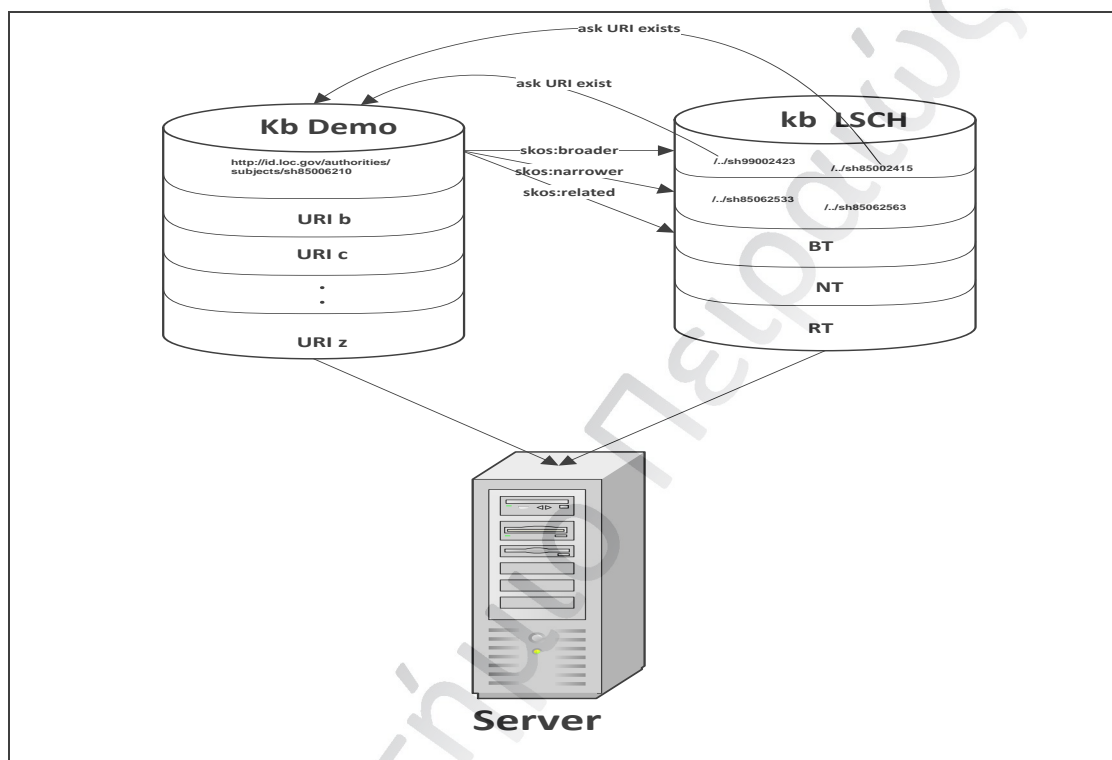 ask URI exists
ask URI exist
Kb Demo
http://id.loc.gov/authorities/
subjects/sh85006210
URI b
URI c
.
.
URI z
skos:broader
skos:narrower
skos:related
kb LSCH
/../sh99002423
/../sh85002415
/../sh85062533
/../sh85062563
BT
NT
RT
Server
Πειραιώς